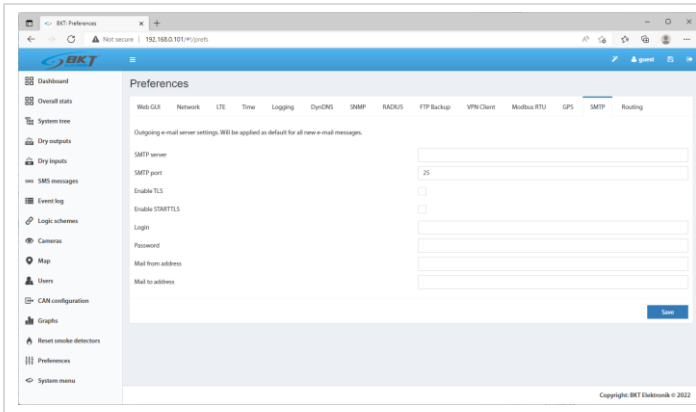 BKT: Preferences
Not secure 192.168.0.101/#!/prefs
BKT
guest
Dashboard
Overall stats
System tree
Dry outputs
Dry inputs
SMS messages
Event log
Logic schemes
Cameras
Map
Users
CAN configuration
Graphs
Reset smoke detectors
Preferences
System menu
Preferences
Web GUI Network LTE Time Logging DynDNS SNMP RADIUS FTP Backup VPN Client Modbus RTU GPS SMTP Routing
Outgoing e-mail server settings. Will be applied as default for all new e-mail messages.
SMTP server
SMTP port 25
Enable TLS
Enable STARTTLS
Login
Password
Mail from address
Mail to address
Save
Copyright: BKT Elektronik © 2022